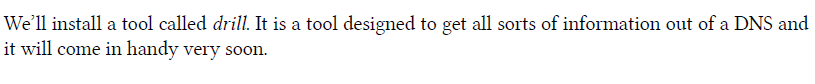 We’ll install a tool called drill. It is a tool designed to get all sorts of information out of a DNS and
it will come in handy very soon.